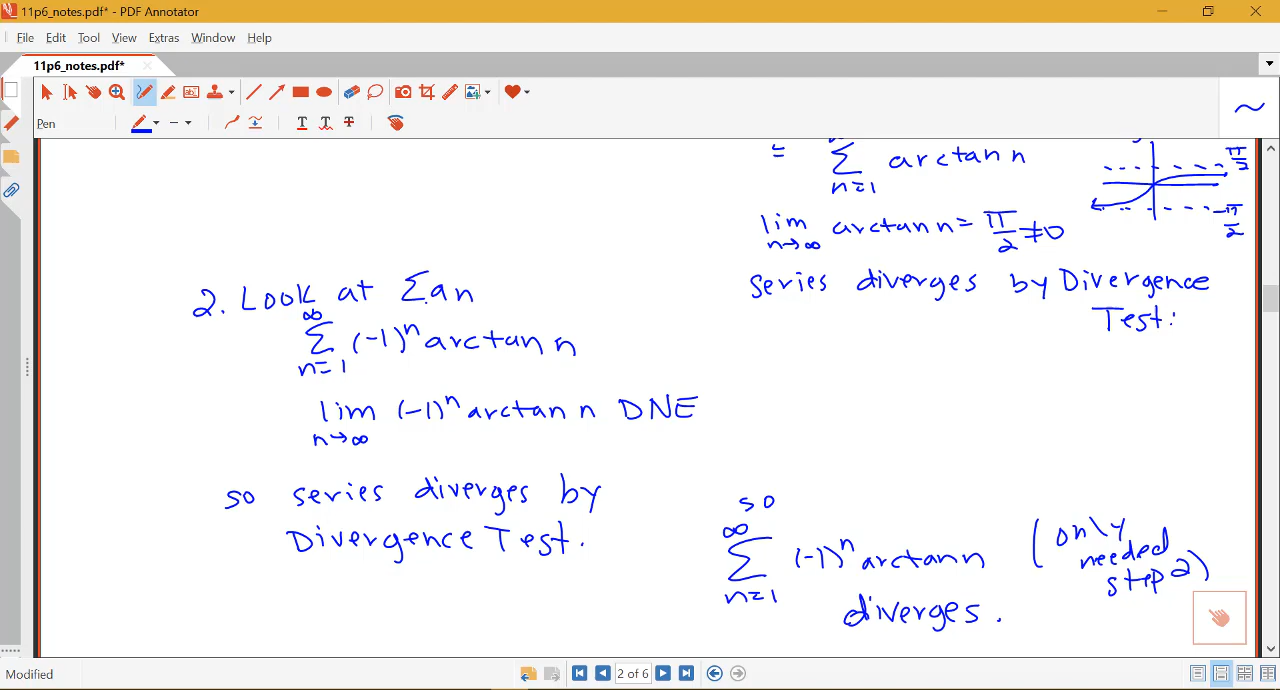 11p6_notes.pdf* - PDF Annotator
File Edit Tool View Extras Window Help
11p6_notes.pdf*
Pen
= ∑ arctan n
n=1
π/2
-π/2
lim arctan n = π/2 ≠ 0
n→∞
series diverges by Divergence
Test.
2. Look at ∑an
∞
∑ (-1)^n arctan n
n=1
lim (-1)^n arctan n DNE
n→∞
so series diverges by
Divergence Test.
so
∞
∑ (-1)^n arctan n
n=1
diverges.
(only
needed
step 2)
Modified
2 of 6